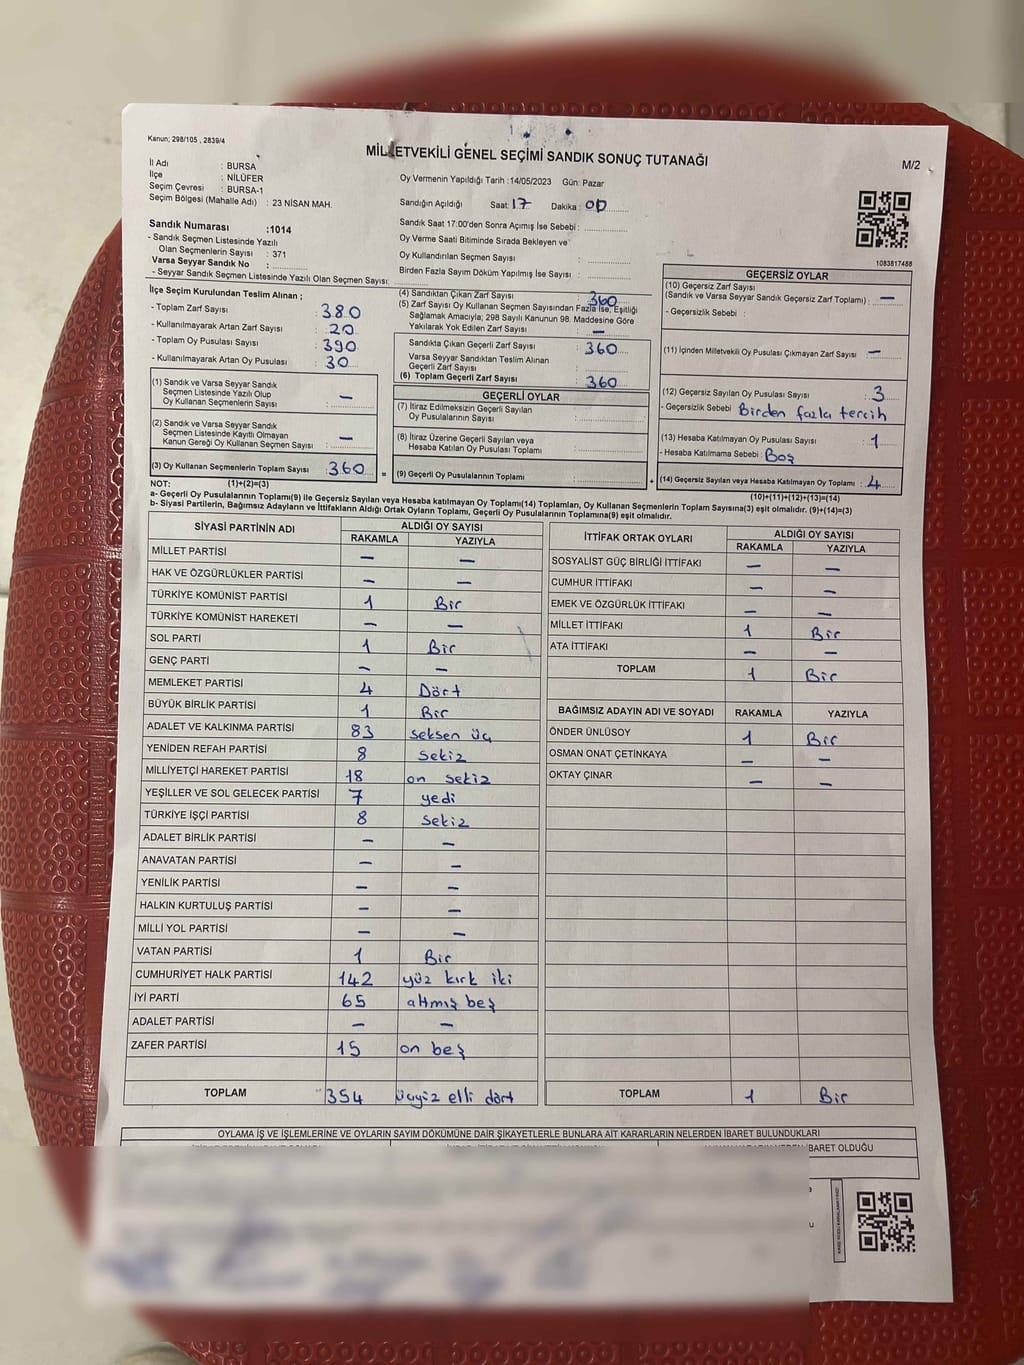 Kanun; 298/105 , 2839/4
MİLLETVEKİLİ GENEL SEÇİMİ SANDIK SONUÇ TUTANAĞI
M/2
İl Adı : BURSA
İlçe : NİLÜFER
Seçim Çevresi : BURSA-1
Seçim Bölgesi (Mahalle Adı) : 23 NİSAN MAH.
Oy Vermenin Yapıldığı Tarih :14/05/2023 Gün: Pazar
Sandığın Açıldığı Saat: 17 Dakika : 00
Sandık Saat 17:00'den Sonra Açımış İse Sebebi :
Oy Verme Saati Bitiminde Sırada Bekleyen ve
Oy Kullandırılan Seçmen Sayısı :
Birden Fazla Sayım Döküm Yapılmış İse Sayısı :
Sandık Numarası :1014
- Sandık Seçmen Listesinde Yazılı
Olan Seçmenlerin Sayısı : 371
Varsa Seyyar Sandık No :
- Seyyar Sandık Seçmen Listesinde Yazılı Olan Seçmen Sayısı:
1083817488
İlçe Seçim Kurulundan Teslim Alınan ;
- Toplam Zarf Sayısı : 380
- Kullanılmayarak Artan Zarf Sayısı : 20
- Toplam Oy Pusulası Sayısı : 390
- Kullanılmayarak Artan Oy Pusulası : 30
(1) Sandık ve Varsa Seyyar Sandık
Seçmen Listesinde Yazılı Olup
Oy Kullanan Seçmenlerin Sayısı : —
(2) Sandık ve Varsa Seyyar Sandık
Seçmen Listesinde Kayıtlı Olmayan
Kanun Gereği Oy Kullanan Seçmen Sayısı : —
(3) Oy Kullanan Seçmenlerin Toplam Sayısı : 360
(4) Sandıktan Çıkan Zarf Sayısı : 360
(5) Zarf Sayısı Oy Kullanan Seçmen Sayısından Fazla İse, Eşitliği
Sağlamak Amacıyla; 298 Sayılı Kanunun 98. Maddesine Göre
Yakılarak Yok Edilen Zarf Sayısı : —
Sandıkta Çıkan Geçerli Zarf Sayısı : 360
Varsa Seyyar Sandıktan Teslim Alınan
Geçerli Zarf Sayısı :
(6) Toplam Geçerli Zarf Sayısı : 360
GEÇERLİ OYLAR
(7) İtiraz Edilmeksizin Geçerli Sayılan
Oy Pusulalarının Sayısı :
(8) İtiraz Üzerine Geçerli Sayılan veya
Hesaba Katılan Oy Pusulası Toplamı :
= (9) Geçerli Oy Pusulalarının Toplamı :
GEÇERSİZ OYLAR
(10) Geçersiz Zarf Sayısı
(Sandık ve Varsa Seyyar Sandık Geçersiz Zarf Toplamı) : —
- Geçersizlik Sebebi :
(11) İçinden Milletvekili Oy Pusulası Çıkmayan Zarf Sayısı : —
(12) Geçersiz Sayılan Oy Pusulası Sayısı : 3
- Geçersizlik Sebebi : Birden fazla tercih
(13) Hesaba Katılmayan Oy Pusulası Sayısı : 1
- Hesaba Katılmama Sebebi : Boş
+ (14) Geçersiz Sayılan veya Hesaba Katılmayan Oy Toplamı : 4
NOT: (1)+(2)=(3) (10)+(11)+(12)+(13)=(14)
a- Geçerli Oy Pusulalarının Toplamı(9) ile Geçersiz Sayılan veya Hesaba katılmayan Oy Toplamı(14) Toplamları, Oy Kullanan Seçmenlerin Toplam Sayısına(3) eşit olmalıdır. (9)+(14)=(3)
b- Siyasi Partilerin, Bağımsız Adayların ve İttifakların Aldığı Ortak Oyların Toplamı, Geçerli Oy Pusulalarının Toplamına(9) eşit olmalıdır.
SİYASİ PARTİNİN ADI ALDIĞI OY SAYISI
RAKAMLA YAZIYLA
MİLLET PARTİSİ — —
HAK VE ÖZGÜRLÜKLER PARTİSİ — —
TÜRKİYE KOMÜNİST PARTİSİ 1 Bir
TÜRKİYE KOMÜNİST HAREKETİ — —
SOL PARTİ 1 Bir
GENÇ PARTİ — —
MEMLEKET PARTİSİ 4 Dört
BÜYÜK BİRLİK PARTİSİ 1 Bir
ADALET VE KALKINMA PARTİSİ 83 seksen üç
YENİDEN REFAH PARTİSİ 8 Sekiz
MİLLİYETÇİ HAREKET PARTİSİ 18 on sekiz
YEŞİLLER VE SOL GELECEK PARTİSİ 7 yedi
TÜRKİYE İŞÇİ PARTİSİ 8 sekiz
ADALET BİRLİK PARTİSİ — —
ANAVATAN PARTİSİ — —
YENİLİK PARTİSİ — —
HALKIN KURTULUŞ PARTİSİ — —
MİLLİ YOL PARTİSİ — —
VATAN PARTİSİ 1 Bir
CUMHURİYET HALK PARTİSİ 142 yüz kırk iki
İYİ PARTİ 65 altmış beş
ADALET PARTİSİ — —
ZAFER PARTİSİ 15 on beş
TOPLAM 354 üçyüz elli dört
İTTİFAK ORTAK OYLARI ALDIĞI OY SAYISI
RAKAMLA YAZIYLA
SOSYALİST GÜÇ BİRLİĞİ İTTİFAKI — —
CUMHUR İTTİFAKI — —
EMEK VE ÖZGÜRLÜK İTTİFAKI — —
MİLLET İTTİFAKI 1 Bir
ATA İTTİFAKI — —
TOPLAM 1 Bir
BAĞIMSIZ ADAYIN ADI VE SOYADI RAKAMLA YAZIYLA
ÖNDER ÜNLÜSOY 1 Bir
OSMAN ONAT ÇETİNKAYA — —
OKTAY ÇINAR — —
TOPLAM 1 Bir
OYLAMA İŞ VE İŞLEMLERİNE VE OYLARIN SAYIM DÖKÜMÜNE DAİR ŞİKAYETLERLE BUNLARA AİT KARARLARIN NELERDEN İBARET BULUNDUKLARI
İBARET OLDUĞU